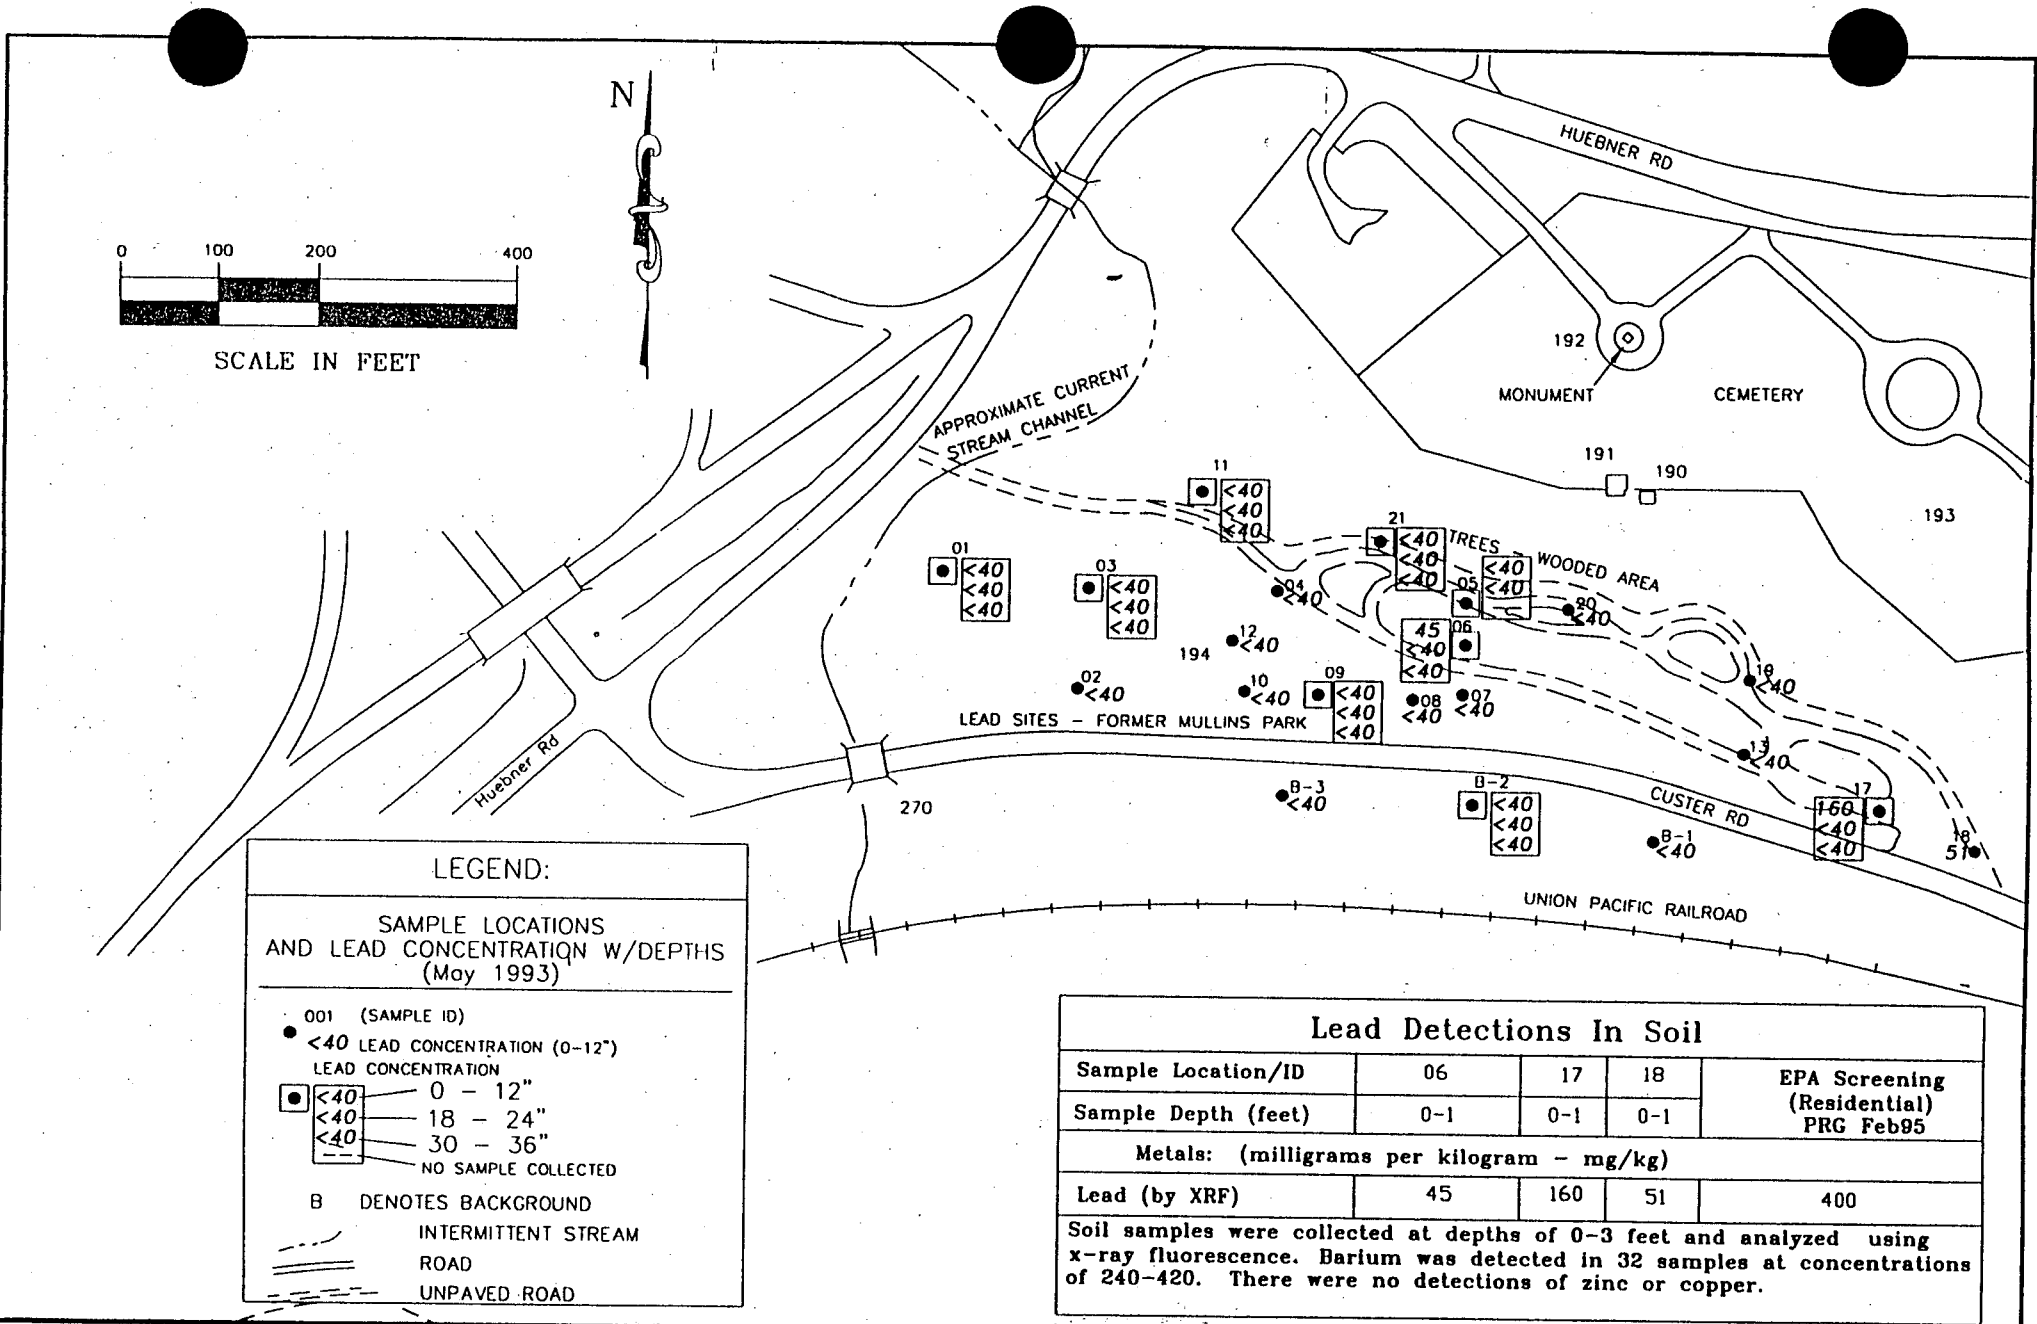 N
0 100 200 400
SCALE IN FEET
HUEBNER RD
192
MONUMENT
CEMETERY
APPROXIMATE CURRENT
STREAM CHANNEL
191
190
193
11
<40
<40
<40
21
<40
<40
<40
TREES - WOODED AREA
01
<40
<40
<40
03
<40
<40
<40
04
<40
05
<40
<40
20
<40
12
<40
194
45
<40
<40
06
02
<40
10
<40
09
<40
<40
<40
08
<40
07
<40
<40
LEAD SITES - FORMER MULLINS PARK
13
<40
Huebner Rd
270
B-3
<40
B-2
<40
<40
<40
CUSTER RD
B-1
<40
17
160
<40
<40
18
51
UNION PACIFIC RAILROAD
LEGEND:
SAMPLE LOCATIONS
AND LEAD CONCENTRATION W/DEPTHS
(May 1993)
001 (SAMPLE ID)
<40 LEAD CONCENTRATION (0-12")
LEAD CONCENTRATION
<40 0 - 12"
<40 18 - 24"
<40 30 - 36"
NO SAMPLE COLLECTED
B DENOTES BACKGROUND
INTERMITTENT STREAM
ROAD
UNPAVED ROAD
Lead Detections In Soil
Sample Location/ID 06 17 18 EPA Screening
(Residential)
PRG Feb95
Sample Depth (feet) 0-1 0-1 0-1
Metals: (milligrams per kilogram - mg/kg)
Lead (by XRF) 45 160 51 400
Soil samples were collected at depths of 0-3 feet and analyzed using
x-ray fluorescence. Barium was detected in 32 samples at concentrations
of 240-420. There were no detections of zinc or copper.